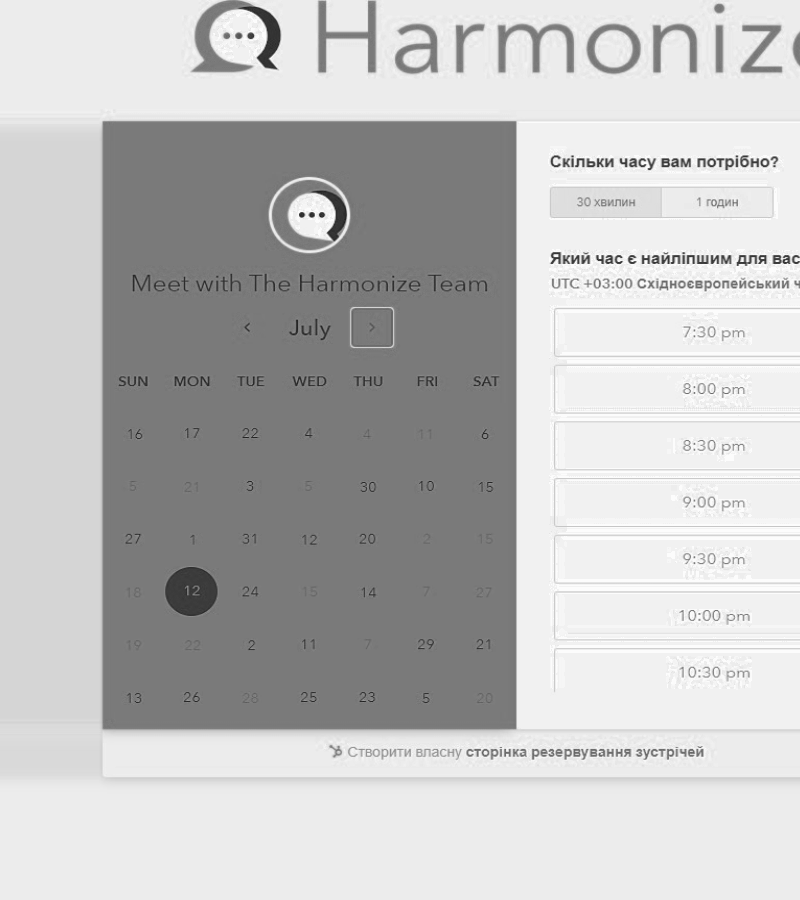 Harmonize
Meet with The Harmonize Team
July
SUN MON TUE WED THU FRI SAT
16 17 22 4 4 11 6
5 21 3 5 30 10 15
27 1 31 12 20 2 15
18 12 24 15 14 7 27
19 22 2 11 7 29 21
13 26 28 25 23 5 20
Скільки часу вам потрібно?
30 хвилин 1 годин
Який час є найліпшим для вас
UTC +03:00 Східноєвропейський ч
7:30 pm
8:00 pm
8:30 pm
9:00 pm
9:30 pm
10:00 pm
10:30 pm
Створити власну сторінка резервування зустрічей